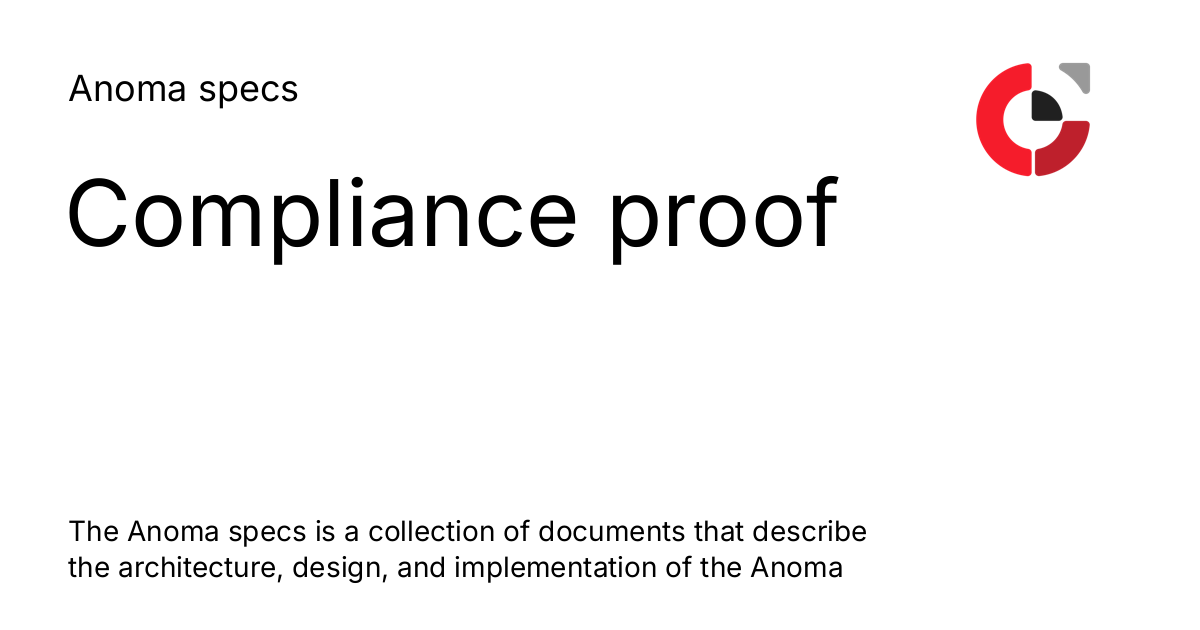 Anoma specs
Compliance proof
The Anoma specs is a collection of documents that describe
the architecture, design, and implementation of the Anoma